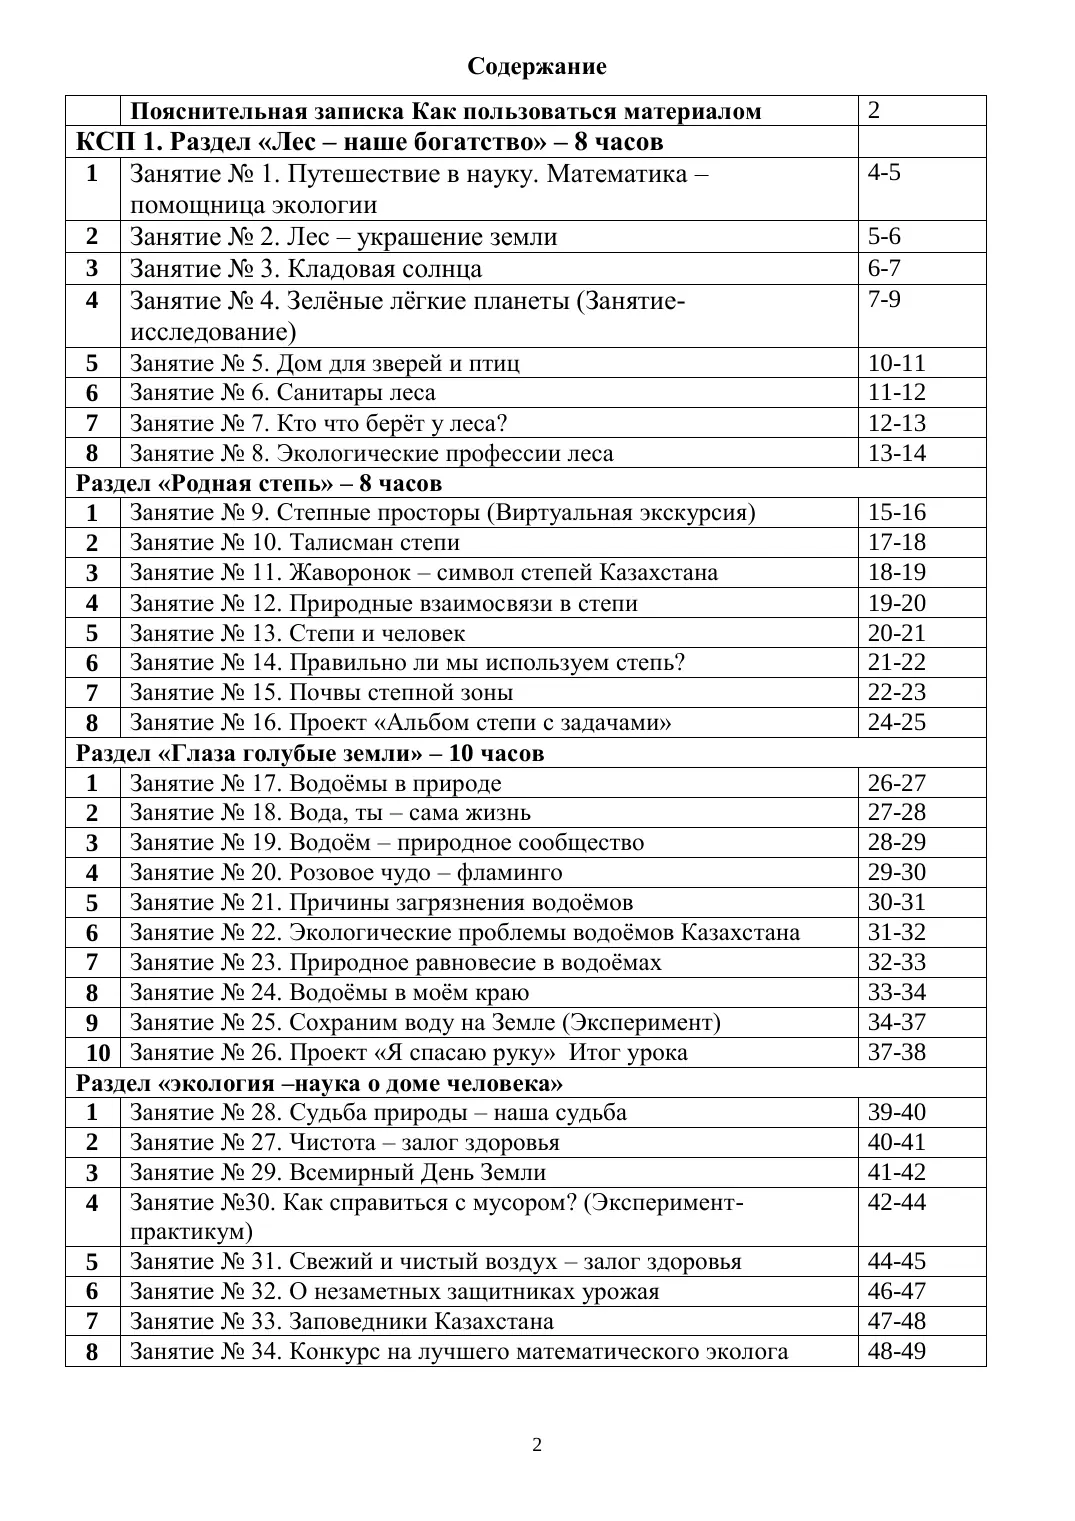 Содержание
Пояснительная записка Как пользоваться материалом 2
КСП 1. Раздел «Лес – наше богатство» – 8 часов
1 Занятие № 1. Путешествие в науку. Математика – 4-5
помощница экологии
2 Занятие № 2. Лес – украшение земли 5-6
3 Занятие № 3. Кладовая солнца 6-7
4 Занятие № 4. Зелёные лёгкие планеты (Занятие- 7-9
исследование)
5 Занятие № 5. Дом для зверей и птиц 10-11
6 Занятие № 6. Санитары леса 11-12
7 Занятие № 7. Кто что берёт у леса? 12-13
8 Занятие № 8. Экологические профессии леса 13-14
Раздел «Родная степь» – 8 часов
1 Занятие № 9. Степные просторы (Виртуальная экскурсия) 15-16
2 Занятие № 10. Талисман степи 17-18
3 Занятие № 11. Жаворонок – символ степей Казахстана 18-19
4 Занятие № 12. Природные взаимосвязи в степи 19-20
5 Занятие № 13. Степи и человек 20-21
6 Занятие № 14. Правильно ли мы используем степь? 21-22
7 Занятие № 15. Почвы степной зоны 22-23
8 Занятие № 16. Проект «Альбом степи с задачами» 24-25
Раздел «Глаза голубые земли» – 10 часов
1 Занятие № 17. Водоёмы в природе 26-27
2 Занятие № 18. Вода, ты – сама жизнь 27-28
3 Занятие № 19. Водоём – природное сообщество 28-29
4 Занятие № 20. Розовое чудо – фламинго 29-30
5 Занятие № 21. Причины загрязнения водоёмов 30-31
6 Занятие № 22. Экологические проблемы водоёмов Казахстана 31-32
7 Занятие № 23. Природное равновесие в водоёмах 32-33
8 Занятие № 24. Водоёмы в моём краю 33-34
9 Занятие № 25. Сохраним воду на Земле (Эксперимент) 34-37
10 Занятие № 26. Проект «Я спасаю руку» Итог урока 37-38
Раздел «экология –наука о доме человека»
1 Занятие № 28. Судьба природы – наша судьба 39-40
2 Занятие № 27. Чистота – залог здоровья 40-41
3 Занятие № 29. Всемирный День Земли 41-42
4 Занятие №30. Как справиться с мусором? (Эксперимент- 42-44
практикум)
5 Занятие № 31. Свежий и чистый воздух – залог здоровья 44-45
6 Занятие № 32. О незаметных защитниках урожая 46-47
7 Занятие № 33. Заповедники Казахстана 47-48
8 Занятие № 34. Конкурс на лучшего математического эколога 48-49
2